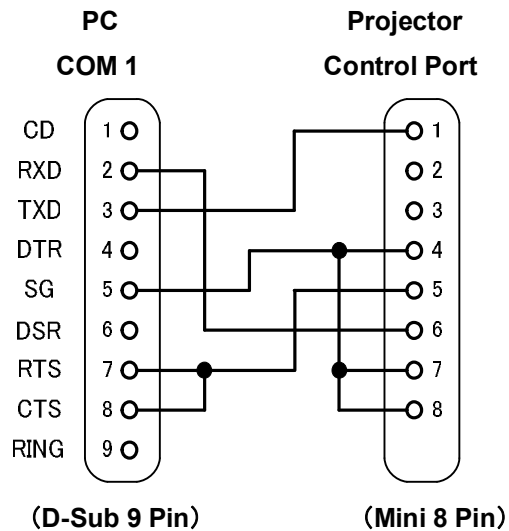 PC Projector
COM 1 Control Port
CD 1 1
RXD 2 2
TXD 3 3
DTR 4 4
SG 5 5
DSR 6 6
RTS 7 7
CTS 8 8
RING 9
(D-Sub 9 Pin) (Mini 8 Pin)